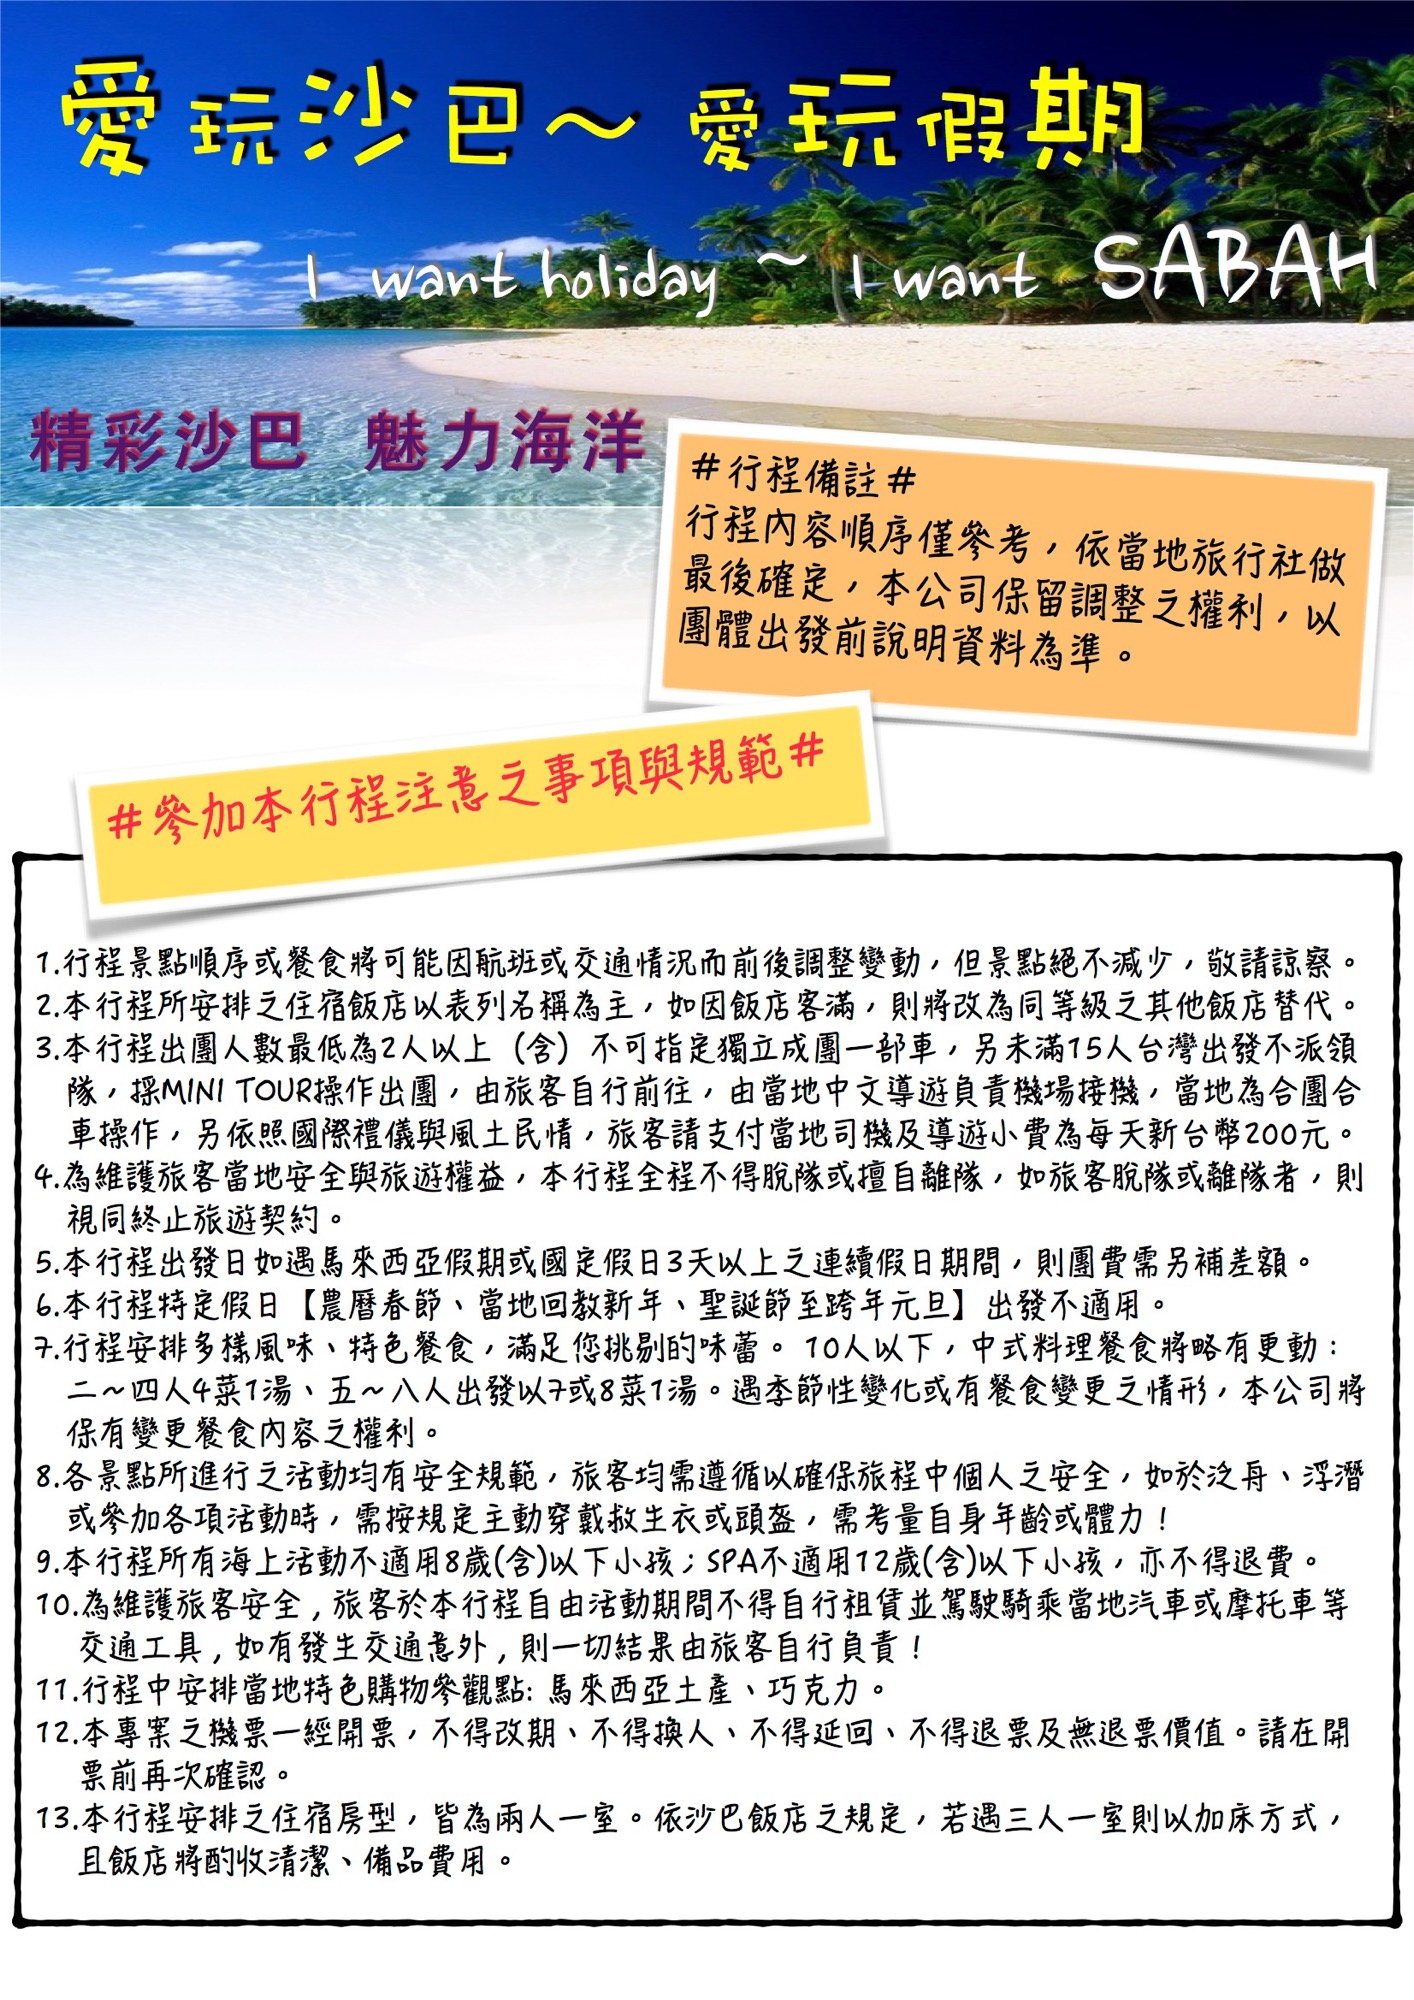 愛玩沙巴～愛玩假期
I want holiday ~ I want SABAH
精彩沙巴 魅力海洋
#行程備註#
行程內容順序僅參考，依當地旅行社做
最後確定，本公司保留調整之權利，以
團體出發前說明資料為準。
#參加本行程注意之事項與規範#
1.行程景點順序或餐食將可能因航班或交通情況而前後調整變動，但景點絕不減少，敬請諒察。
2.本行程所安排之住宿飯店以表列名稱為主，如因飯店客滿，則將改為同等級之其他飯店替代。
3.本行程出團人數最低為2人以上（含）不可指定獨立成團一部車，另未滿15人台灣出發不派領
隊，採MINI TOUR操作出團，由旅客自行前往，由當地中文導遊負責機場接機，當地為合團合
車操作，另依照國際禮儀與風土民情，旅客請支付當地司機及導遊小費為每天新台幣200元。
4.為維護旅客當地安全與旅遊權益，本行程全程不得脫隊或擅自離隊，如旅客脫隊或離隊者，則
視同終止旅遊契約。
5.本行程出發日如遇馬來西亞假期或國定假日3天以上之連續假日期間，則團費需另補差額。
6.本行程特定假日【農曆春節、當地回教新年、聖誕節至跨年元旦】出發不適用。
7.行程安排多樣風味、特色餐食，滿足您挑剔的味蕾。 10人以下，中式料理餐食將略有更動：
二～四人4菜1湯、五～八人出發以7或8菜1湯。遇季節性變化或有餐食變更之情形，本公司將
保有變更餐食內容之權利。
8.各景點所進行之活動均有安全規範，旅客均需遵循以確保旅程中個人之安全，如於泛舟、浮潛
或參加各項活動時，需按規定主動穿戴救生衣或頭盔，需考量自身年齡或體力！
9.本行程所有海上活動不適用8歲(含)以下小孩；SPA不適用12歲(含)以下小孩，亦不得退費。
10.為維護旅客安全,旅客於本行程自由活動期間不得自行租賃並駕駛騎乘當地汽車或摩托車等
交通工具,如有發生交通意外,則一切結果由旅客自行負責！
11.行程中安排當地特色購物參觀點: 馬來西亞土產、巧克力。
12.本專案之機票一經開票，不得改期、不得換人、不得延回、不得退票及無退票價值。請在開
票前再次確認。
13.本行程安排之住宿房型，皆為兩人一室。依沙巴飯店之規定，若遇三人一室則以加床方式，
且飯店將酌收清潔、備品費用。